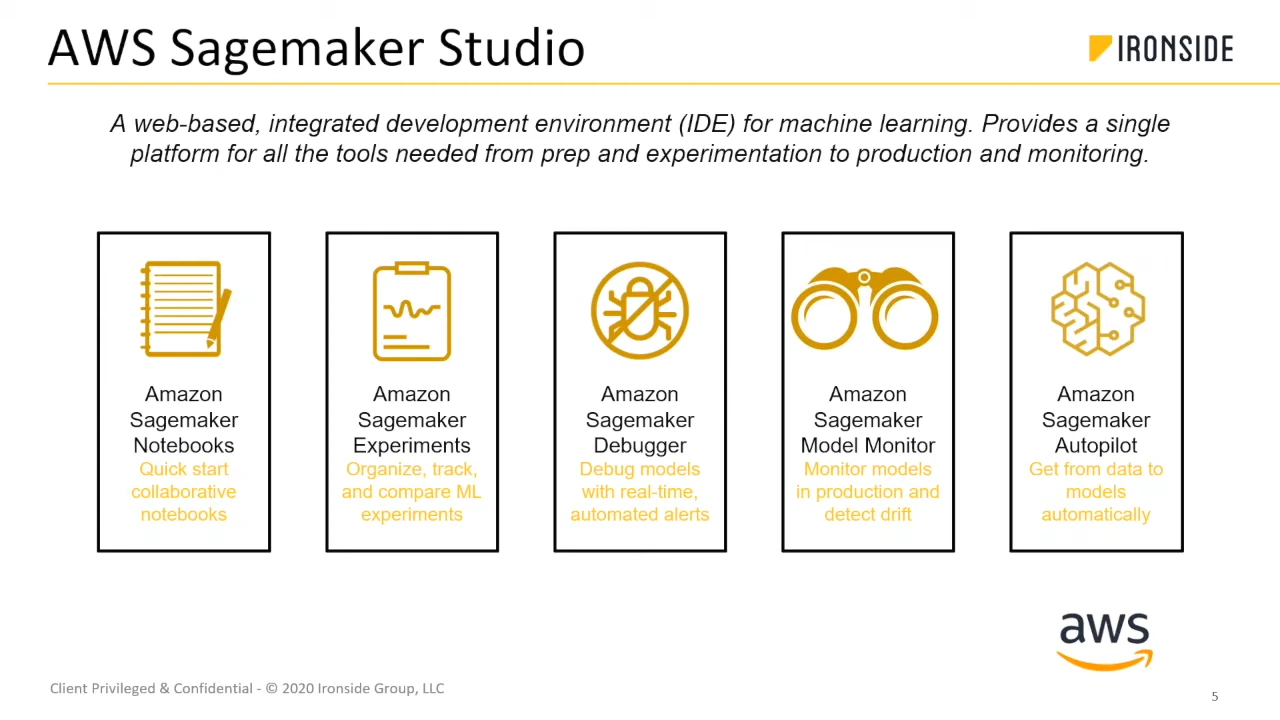 AWS Sagemaker Studio
IRONSIDE
A web-based, integrated development environment (IDE) for machine learning. Provides a single
platform for all the tools needed from prep and experimentation to production and monitoring.
Amazon
Sagemaker
Notebooks
Quick start
collaborative
notebooks
Amazon
Sagemaker
Experiments
Organize, track,
and compare ML
experiments
Amazon
Sagemaker
Debugger
Debug models
with real-time,
automated alerts
Amazon
Sagemaker
Model Monitor
Monitor models
in production and
detect drift
Amazon
Sagemaker
Autopilot
Get from data to
models
automatically
aws
Client Privileged & Confidential - © 2020 Ironside Group, LLC
5